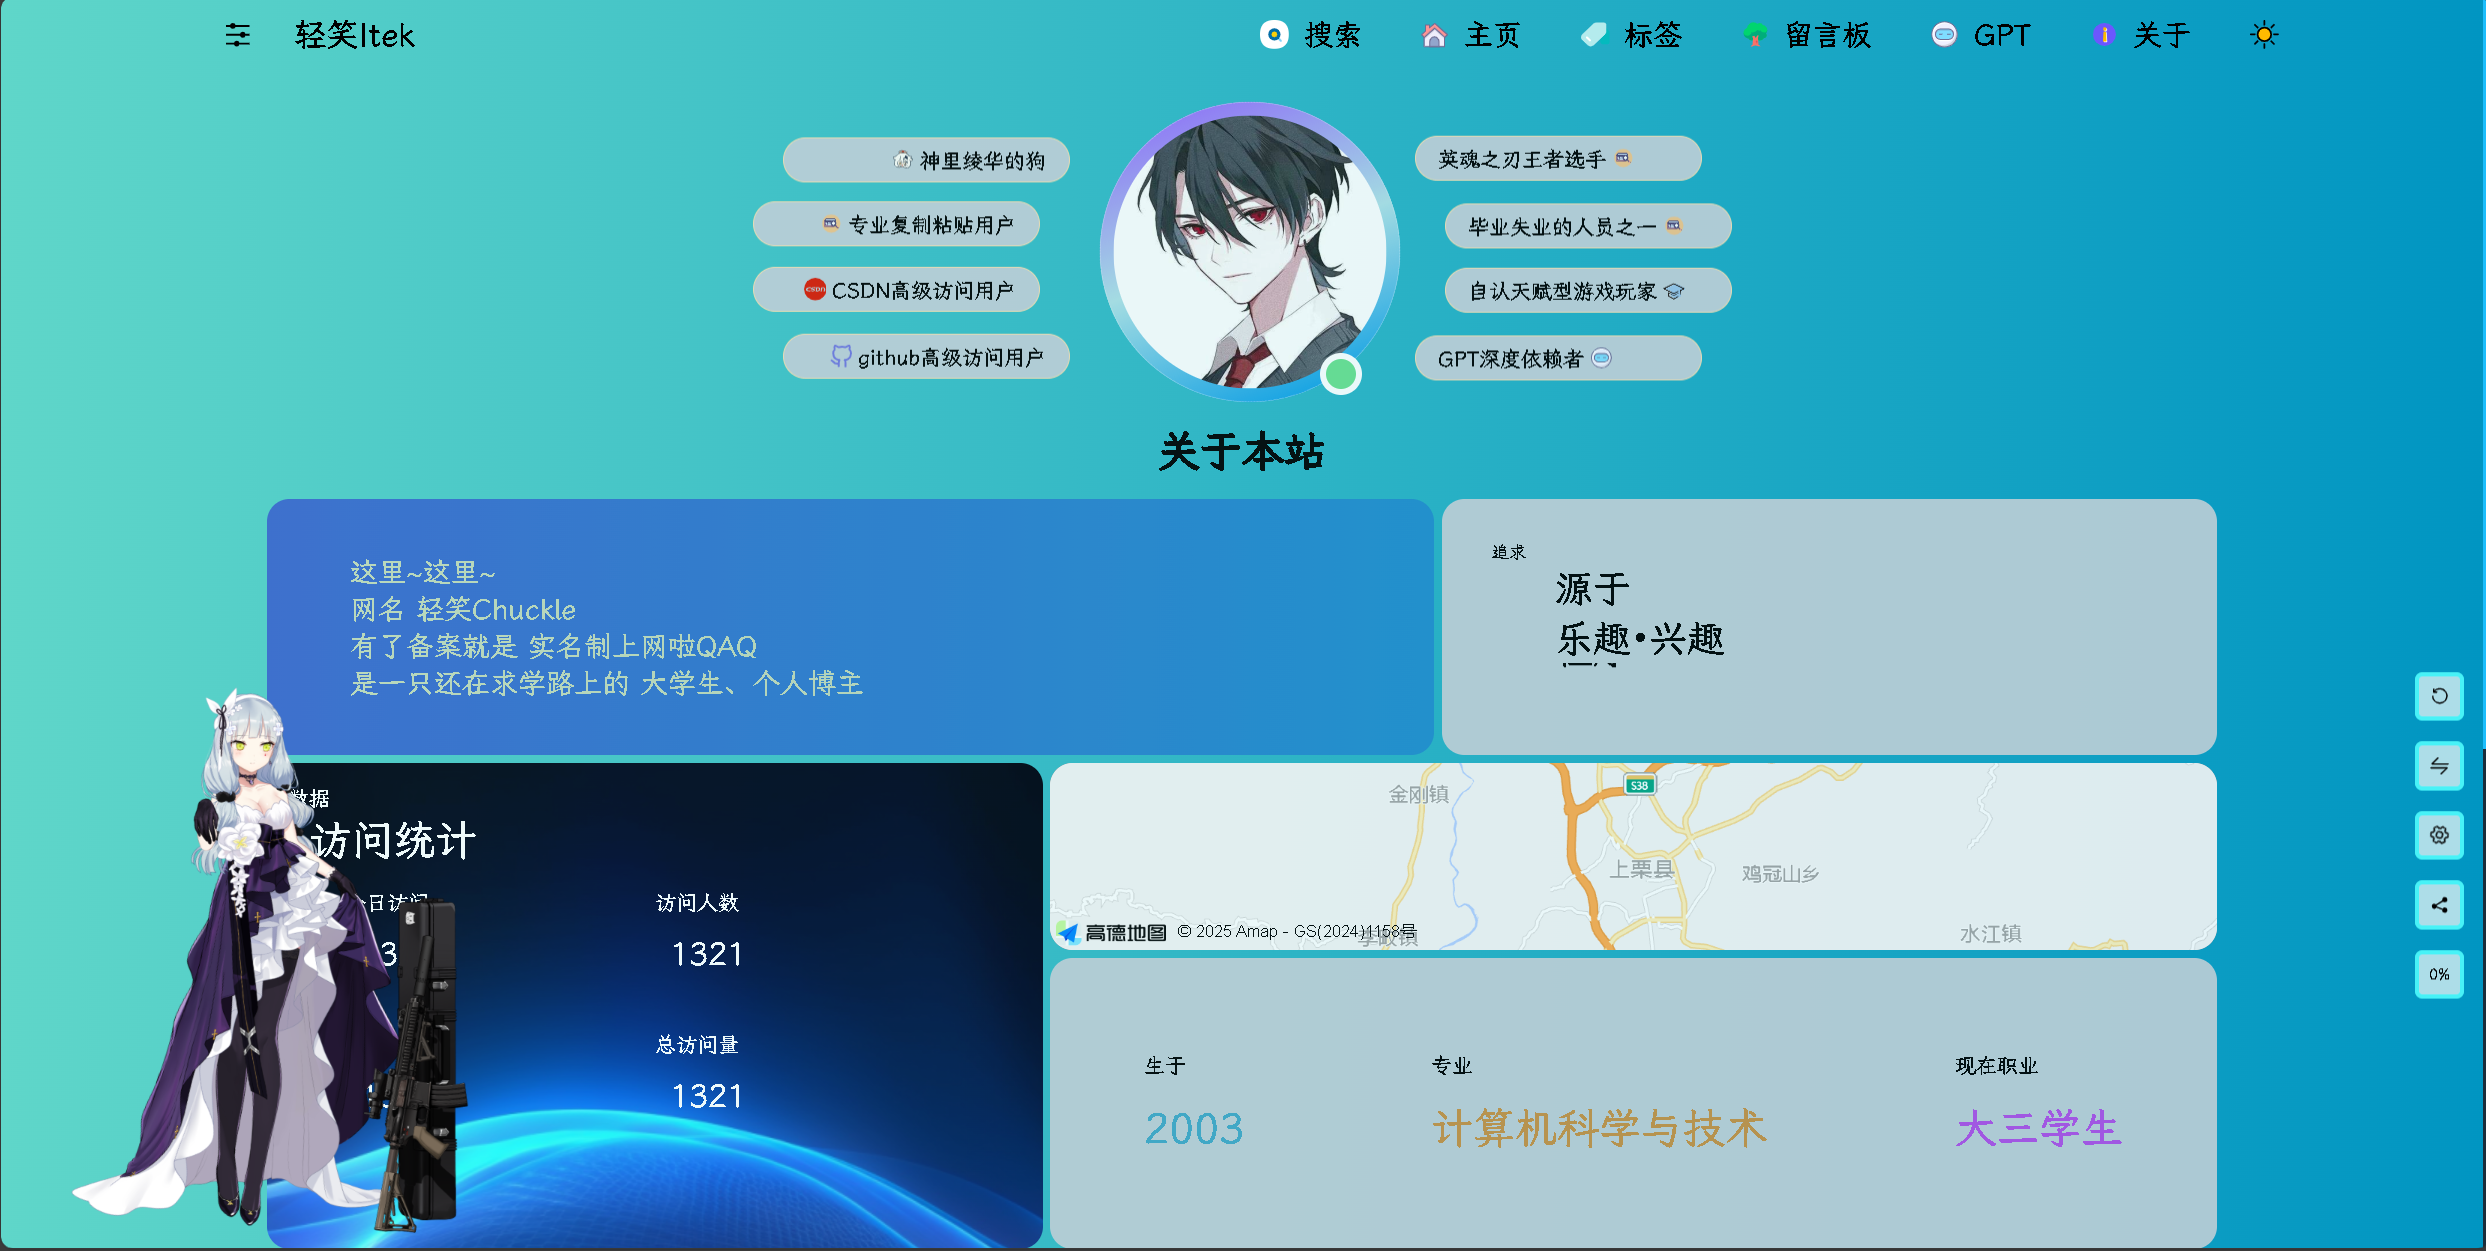 轻笑Itek
搜索
主页
标签
留言板
GPT
关于
神里绫华的狗
英魂之刃王者选手
专业复制粘贴用户
毕业失业的人员之一
CSDN高级访问用户
自认天赋型游戏玩家
github高级访问用户
GPT深度依赖者
关于本站
这里~这里~
网名 轻笑Chuckle
有了备案就是 实名制上网啦QAQ
是一只还在求学路上的 大学生、个人博主
追求
源于
乐趣•兴趣
数据
访问统计
今日访问
访问人数
1321
总访问量
1321
金刚镇
S38
上栗县
鸡冠山乡
水江镇
高德地图 © 2025 Amap - GS(2024)1158号
生于
2003
专业
计算机科学与技术
现在职业
大三学生
0%